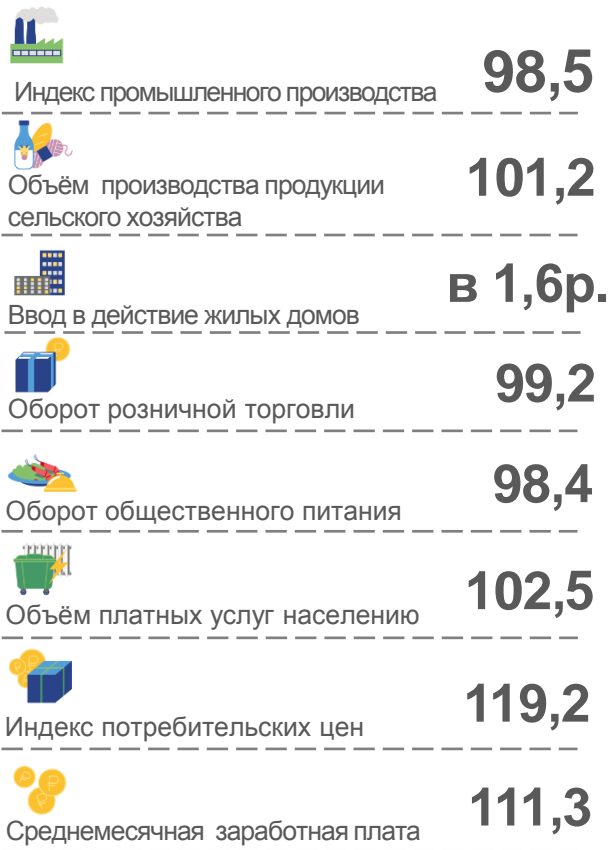 98,5
Индекс промышленного производства
101,2
Объём производства продукции
сельского хозяйства
в 1,6р.
Ввод в действие жилых домов
99,2
Оборот розничной торговли
98,4
Оборот общественного питания
102,5
Объём платных услуг населению
119,2
Индекс потребительских цен
111,3
Среднемесячная заработная плата